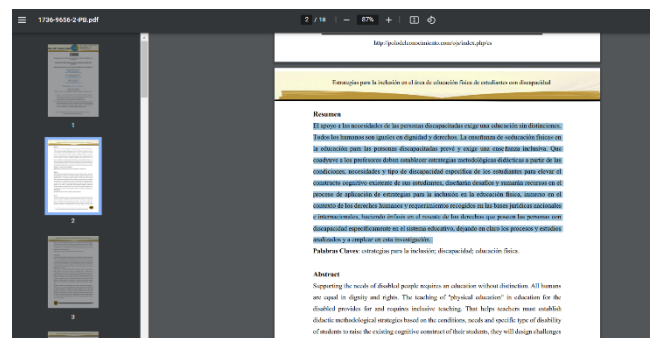 1736-9656-2-PB.pdf
2 / 18
87%
http://polodelconocimiento.com/ojs/index.php/es
Estrategias para la inclusión en el área de educación física de estudiantes con discapacidad
Resumen
El apoyo a las necesidades de las personas discapacitadas exige una educación sin distinciones.
Todos los humanos son iguales en dignidad y derechos. La enseñanza de «educación física» en
la educación para las personas discapacitadas prevé y exige una enseñanza inclusiva. Que
coadyuve a los profesores deben establecer estrategias metodológicas didácticas a partir de las
condiciones, necesidades y tipo de discapacidad específica de los estudiantes para elevar el
constructo cognitivo existente de sus estudiantes, diseñarán desafíos y sumarán recursos en el
proceso de aplicación de estrategias para la inclusión en la educación física, inmerso en el
contexto de los derechos humanos y requerimientos recogidos en las bases jurídicas nacionales
e internacionales, haciendo énfasis en el rescate de los derechos que poseen las personas con
discapacidad específicamente en el sistema educativo, dejando en claro los procesos y estudios
analizados y a emplear en esta investigación.
Palabras Claves: estrategias para la inclusión; discapacidad; educación física.
Abstract
Supporting the needs of disabled people requires an education without distinction. All humans
are equal in dignity and rights. The teaching of "physical education" in education for the
disabled provides for and requires inclusive teaching. That helps teachers must establish
didactic methodological strategies based on the conditions, needs and specific type of disability
of students to raise the existing cognitive construct of their students, they will design challenges
1
2
3